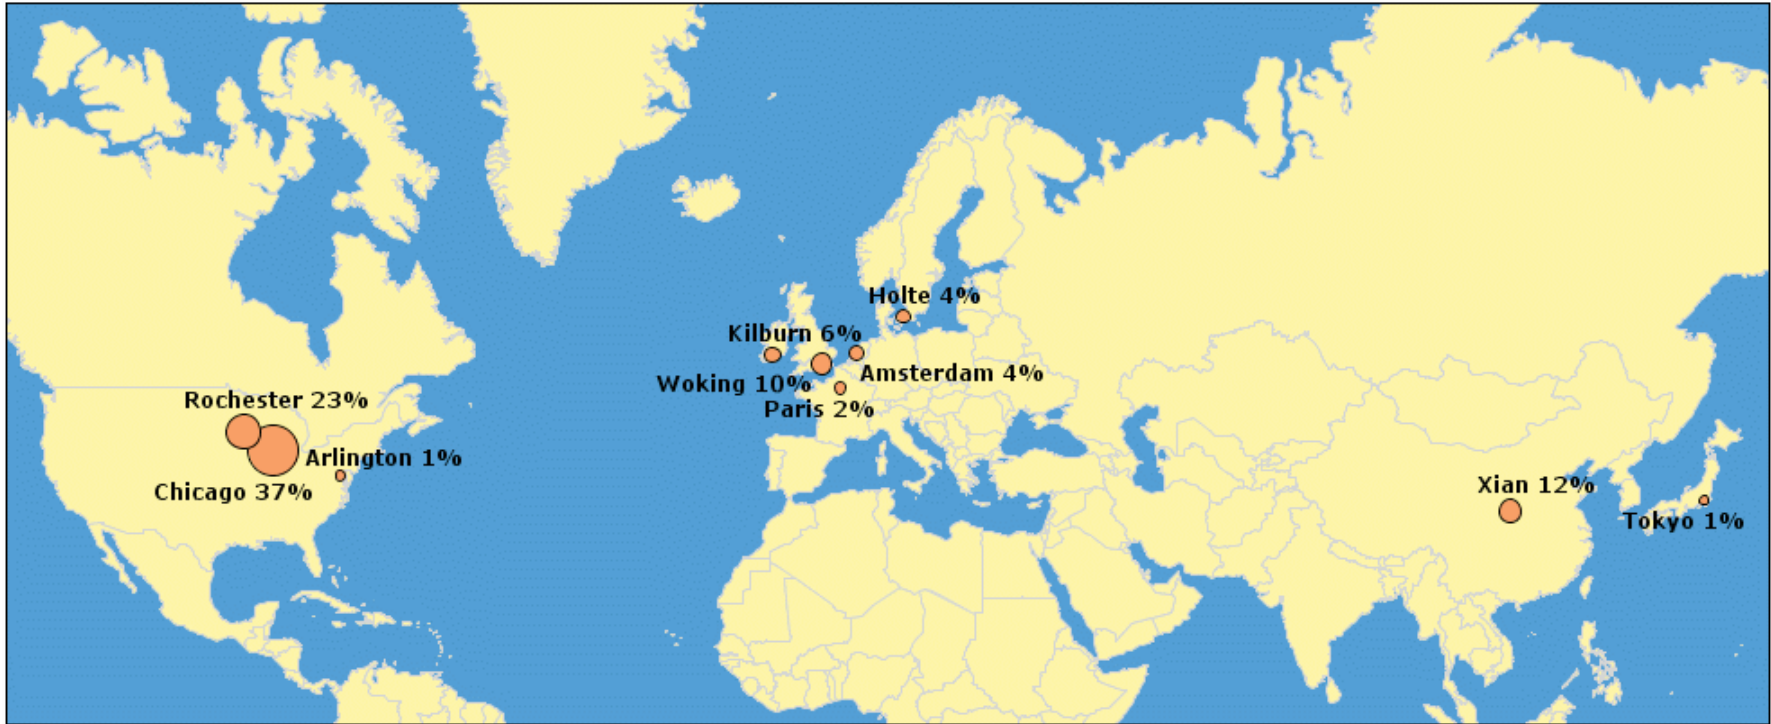 Holte 4%
Kilburn 6%
Amsterdam 4%
Woking 10%
Paris 2%
Rochester 23%
Arlington 1%
Chicago 37%
Xian 12%
Tokyo 1%